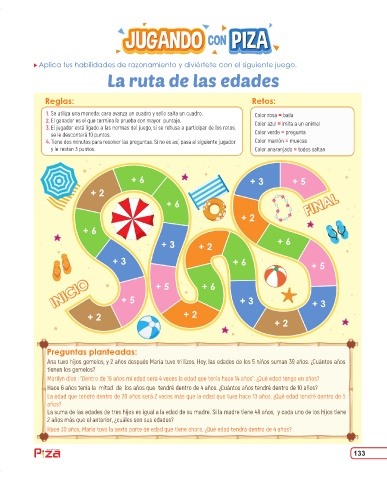 JUGANDO CON PIZA
Aplica tus habilidades de razonamiento y diviértete con el siguiente juego.
La ruta de las edades
Reglas:
1. Se utiliza una moneda; cara avanza un cuadro y sello salta un cuadro.
2. El ganador es el que termina la prueba con mayor puntaje.
3. El jugador está ligado a las normas del juego, si se rehusa a participar de los retos,
se le descontará 10 puntos.
4. Tiene dos minutos para resolver las preguntas. Si no es así, pasa el siguiente jugador
y le restan 3 puntos.
Retos:
Color rosa = baila
Color azul = imita a un animal
Color verde = pregunta
Color marrón = muecas
Color anaranjado = todos saltan
+ 6
+ 3
+ 5
+ 2
+ 6
FINAL
+ 2
+ 6
+ 3
+ 2
+ 6
+ 3
+ 6
+ 5
INICIO
+ 5
+ 6
+ 5
+ 3
+ 3
+ 2
+ 2
+ 2
Preguntas planteadas:
Ana tuvo hijos gemelos, y 2 años después María tuvo trillizos. Hoy, las edades de los 5 niños suman 39 años. ¿Cuántos años
tienen los gemelos?
Marilyn dice : "Dentro de 15 años mi edad será 4 veces la edad que tenía hace 15 años". ¿Qué edad tengo en años?
Hace 6 años tenía la mitad de los años que tendré dentro de 4 años. ¿Cuántos años tendré dentro de 10 años?
La edad que tendré dentro de 20 años será 2 veces más que la edad que tuve hace 13 años. ¿Qué edad tendré dentro de 5
años?
La suma de las edades de tres hijos es igual a la edad de su madre. Si la madre tiene 48 años, y cada uno de los hijos tiene
2 años más que el anterior, ¿cuáles son sus edades?
Hace 20 años, María tuvo la sexta parte de edad que tiene ahora. ¿Qué edad tendrá dentro de 4 años?
Piza
133